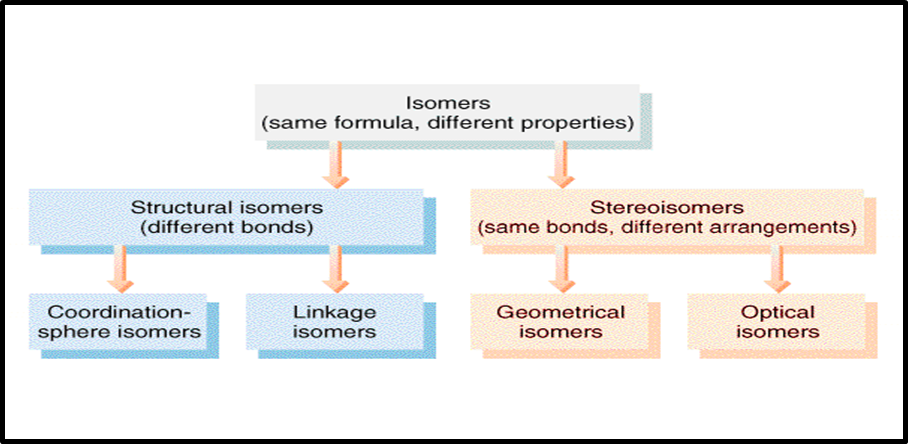 Isomers
(same formula, different properties)
Structural isomers
(different bonds)
Stereoisomers
(same bonds, different arrangements)
Coordination-
sphere isomers
Linkage
isomers
Geometrical
isomers
Optical
isomers